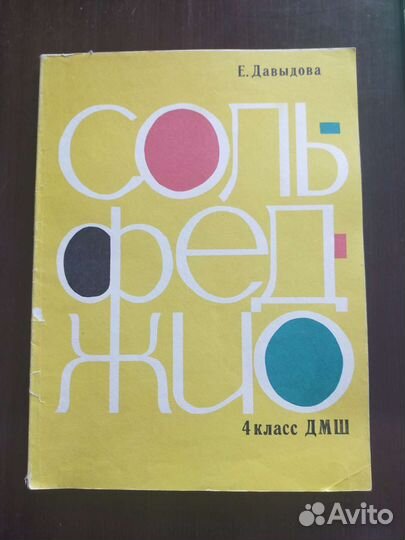 Е. Давыдова
СОЛЬ-
ФЕД-
ЖИО
4 класс ДМШ
Avito